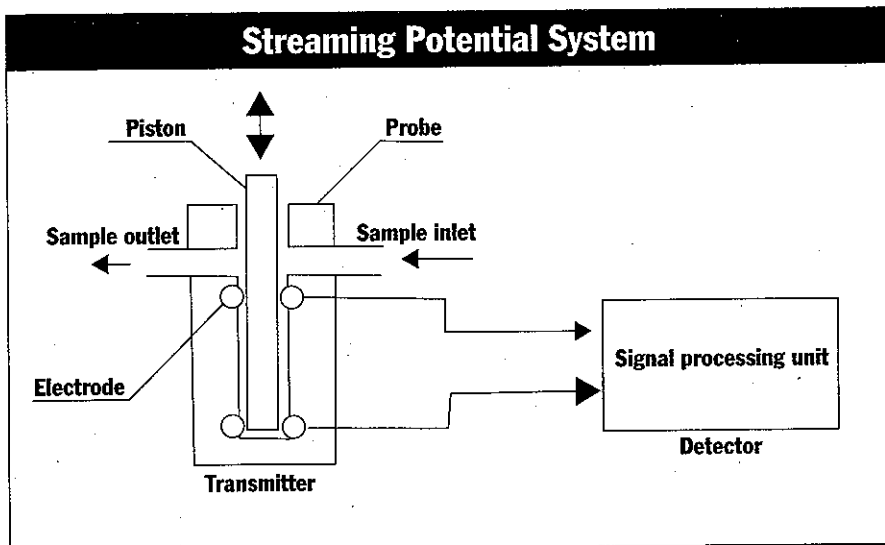 Streaming Potential System
Piston
Probe
Sample outlet
Sample inlet
Signal processing unit
Electrode
Detector
Transmitter